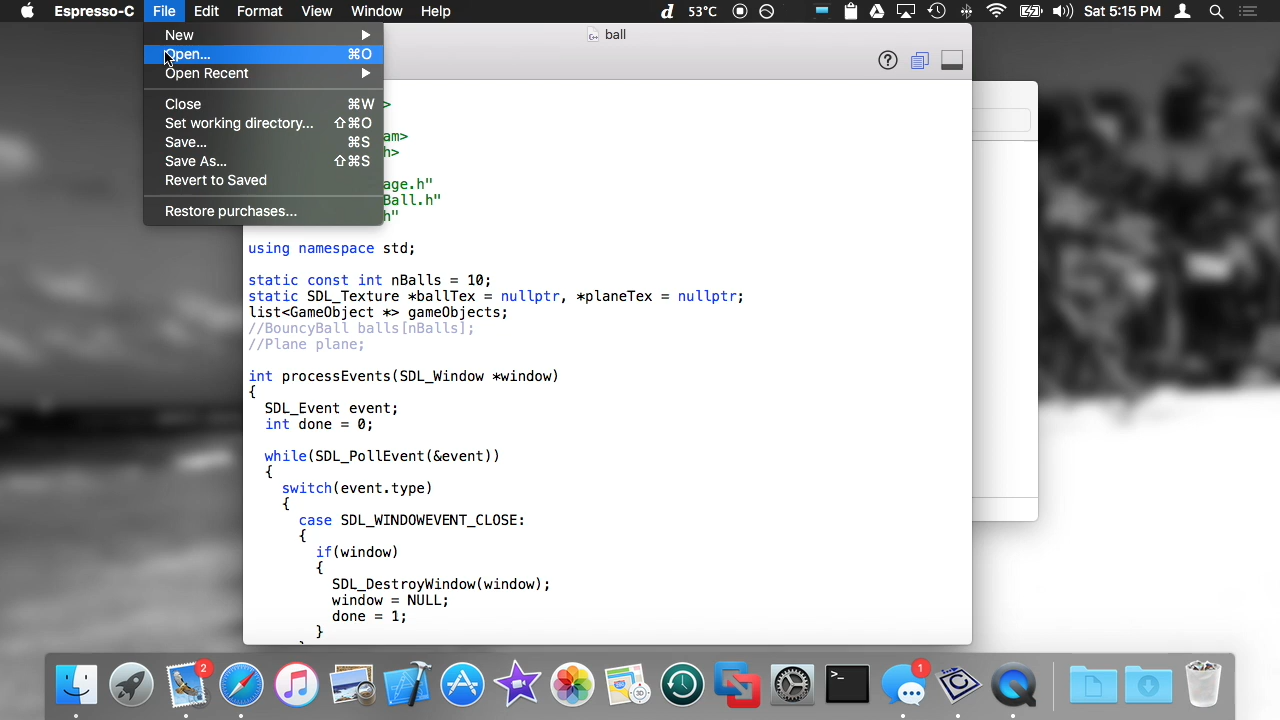 Espresso-C File Edit Format View Window Help d 53°C Sat 5:15 PM
New
Open... ⌘O
Open Recent
Close ⌘W
Set working directory... ⇧⌘O
Save... ⌘S
Save As... ⇧⌘S
Revert to Saved
Restore purchases...
ball
>
am>
h>
age.h"
Ball.h"
h"
using namespace std;
static const int nBalls = 10;
static SDL_Texture *ballTex = nullptr, *planeTex = nullptr;
list<GameObject *> gameObjects;
//BouncyBall balls[nBalls];
//Plane plane;
int processEvents(SDL_Window *window)
{
SDL_Event event;
int done = 0;
while(SDL_PollEvent(&event))
{
switch(event.type)
{
case SDL_WINDOWEVENT_CLOSE:
{
if(window)
{
SDL_DestroyWindow(window);
window = NULL;
done = 1;
}
2
1